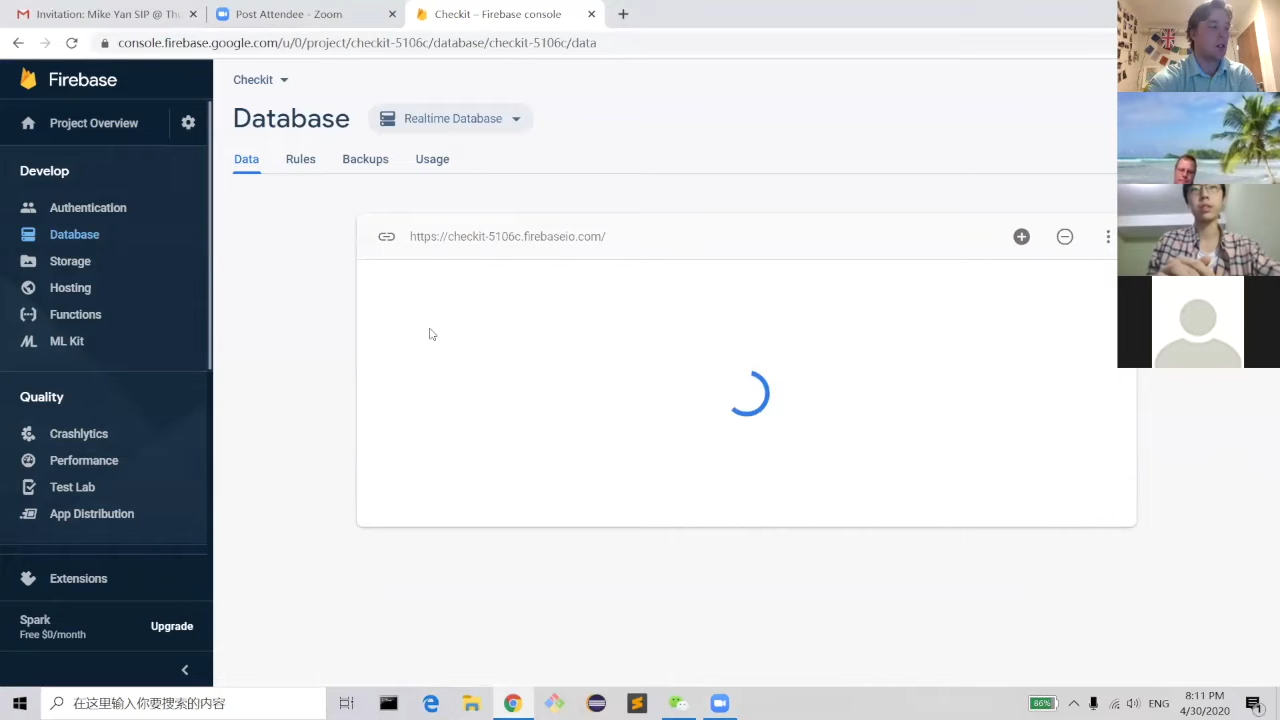 Invitation: Mike Yan SIP @ Thu
Post Attendee - Zoom
Checkit – Firebase console
console.firebase.google.com/u/0/project/checkit-5106c/database/checkit-5106c/data
Firebase
Project Overview
Develop
Authentication
Database
Storage
Hosting
Functions
ML Kit
Quality
Crashlytics
Performance
Test Lab
App Distribution
Extensions
Spark
Free $0/month
Upgrade
Checkit
Database
Realtime Database
Data
Rules
Backups
Usage
https://checkit-5106c.firebaseio.com/
在这里输入你要搜索的内容
86%
8:11 PM
4/30/2020
1